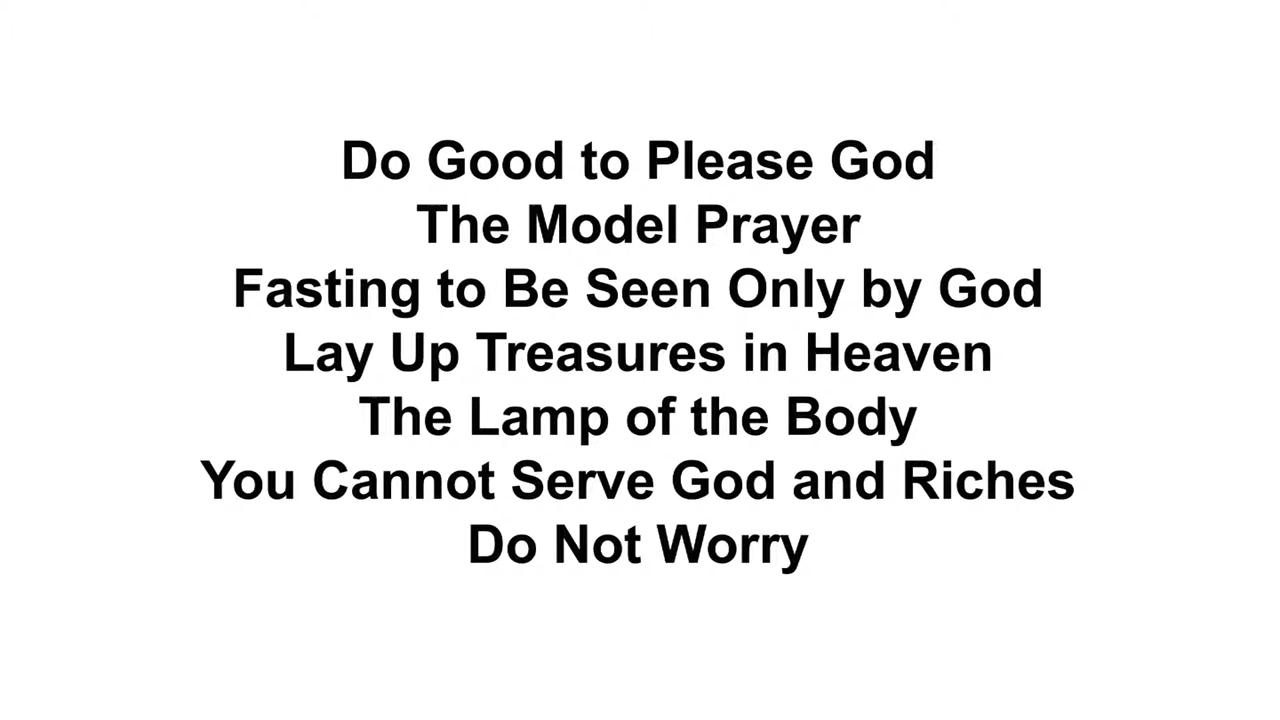 Do Good to Please God
The Model Prayer
Fasting to Be Seen Only by God
Lay Up Treasures in Heaven
The Lamp of the Body
You Cannot Serve God and Riches
Do Not Worry